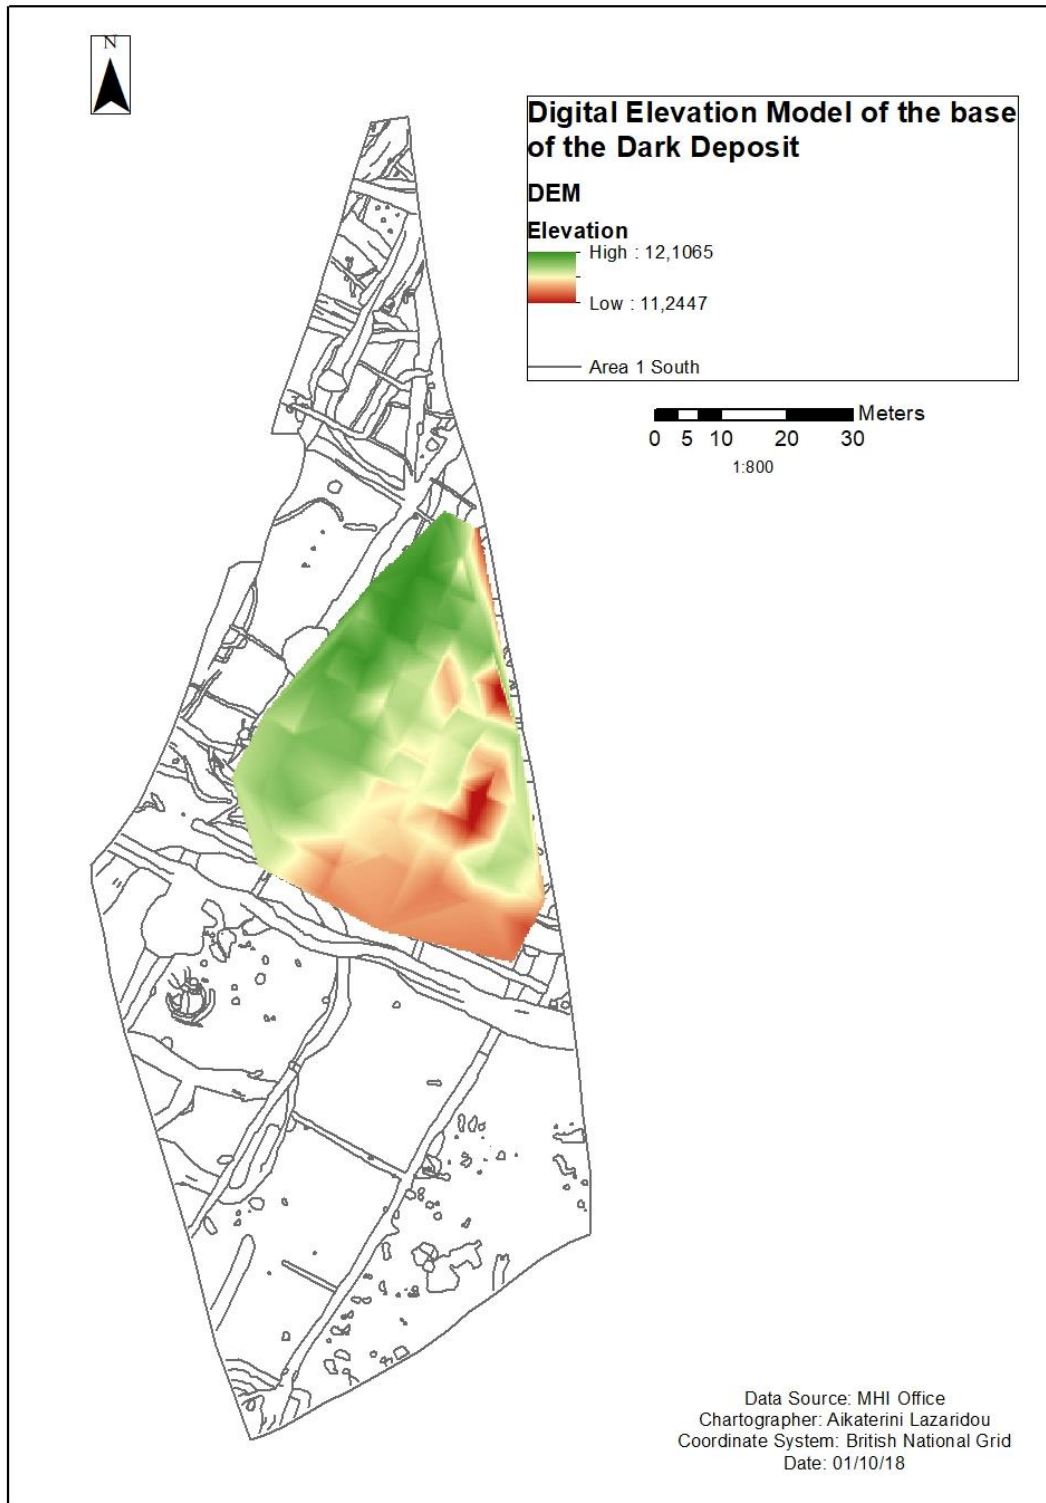 N
Digital Elevation Model of the base
of the Dark Deposit
DEM
Elevation
High : 12,1065
Low : 11,2447
Area 1 South
Meters
0 5 10 20 30
1:800
Data Source: MHI Office
Chartographer: Aikaterini Lazaridou
Coordinate System: British National Grid
Date: 01/10/18